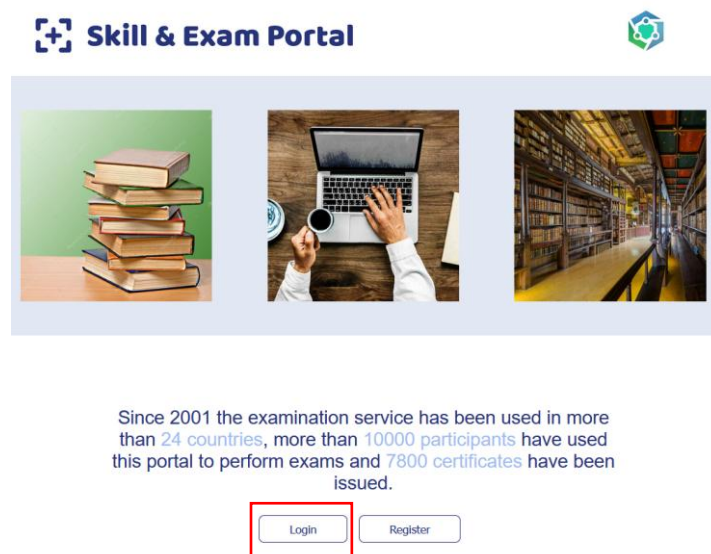 [+] Skill & Exam Portal
Since 2001 the examination service has been used in more
than 24 countries, more than 10000 participants have used
this portal to perform exams and 7800 certificates have been
issued.
Login Register